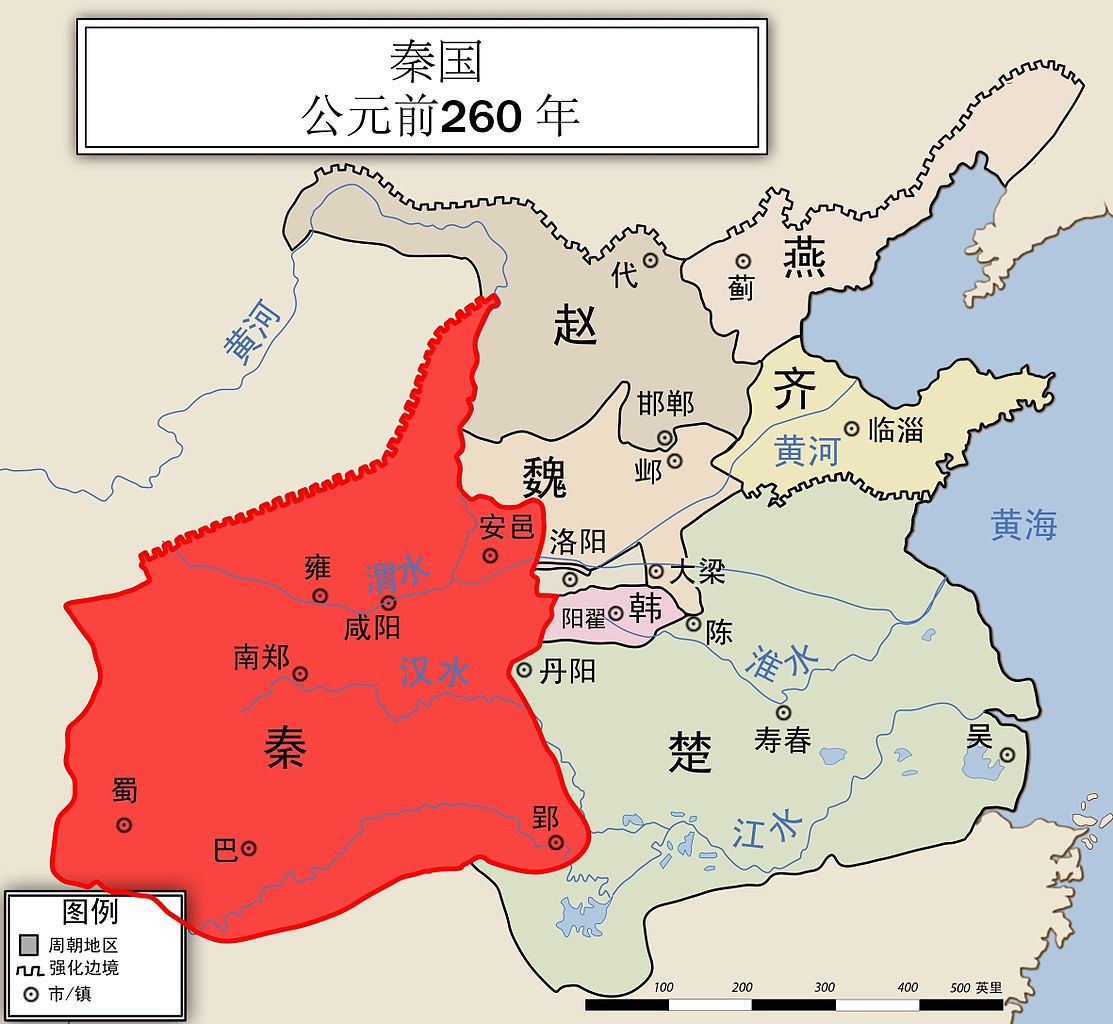 秦国
公元前260 年
燕
代
蓟
赵
黄河
齐
邯郸
临淄
黄河
邺
魏
黄海
安邑
洛阳
雍
渭水
大梁
咸阳
阳翟
韩
陈
南郑
汉水
丹阳
淮水
秦
楚
寿春
吴
蜀
郢
江水
巴
图例
周朝地区
强化边境
市/镇
100 200 300 400 500 英里